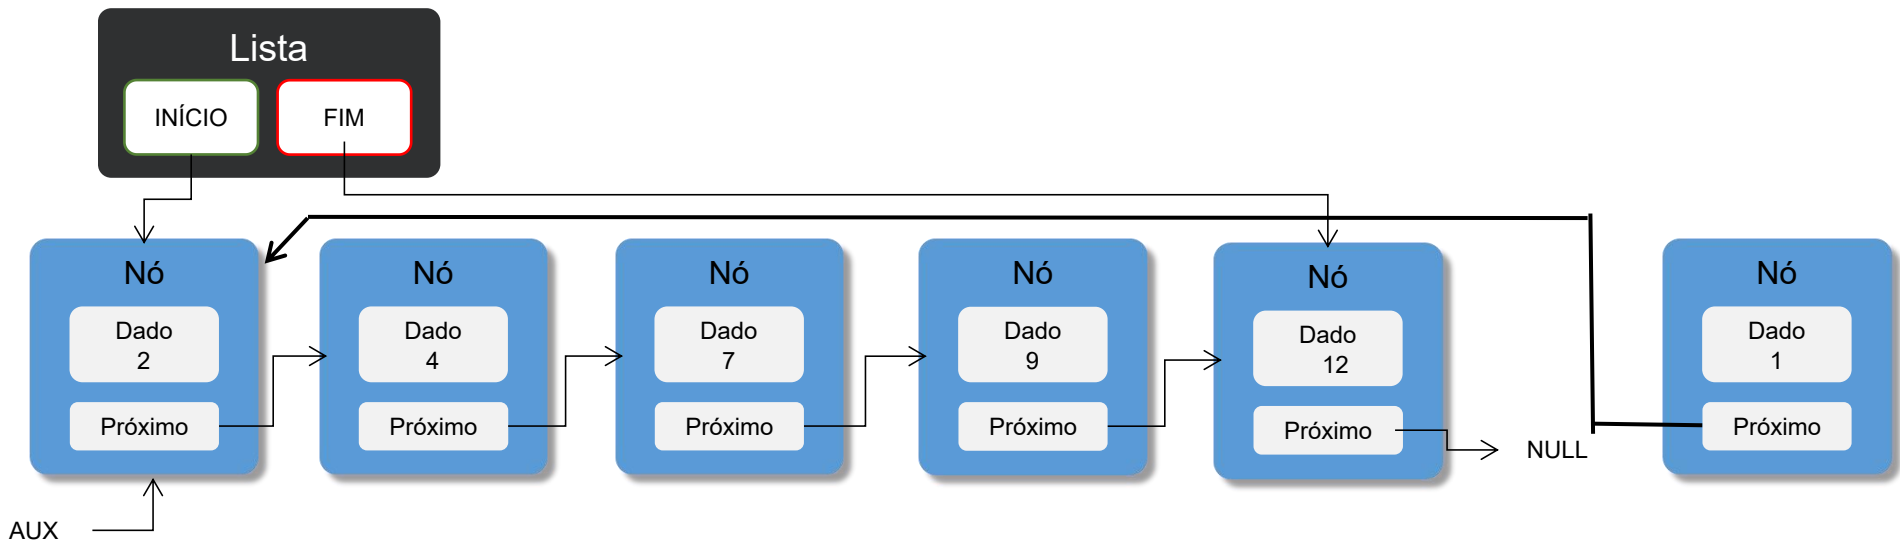 Lista
INÍCIO
FIM
Nó
Dado
2
Próximo
Nó
Dado
4
Próximo
Nó
Dado
7
Próximo
Nó
Dado
9
Próximo
Nó
Dado
12
Próximo
NULL
Nó
Dado
1
Próximo
AUX